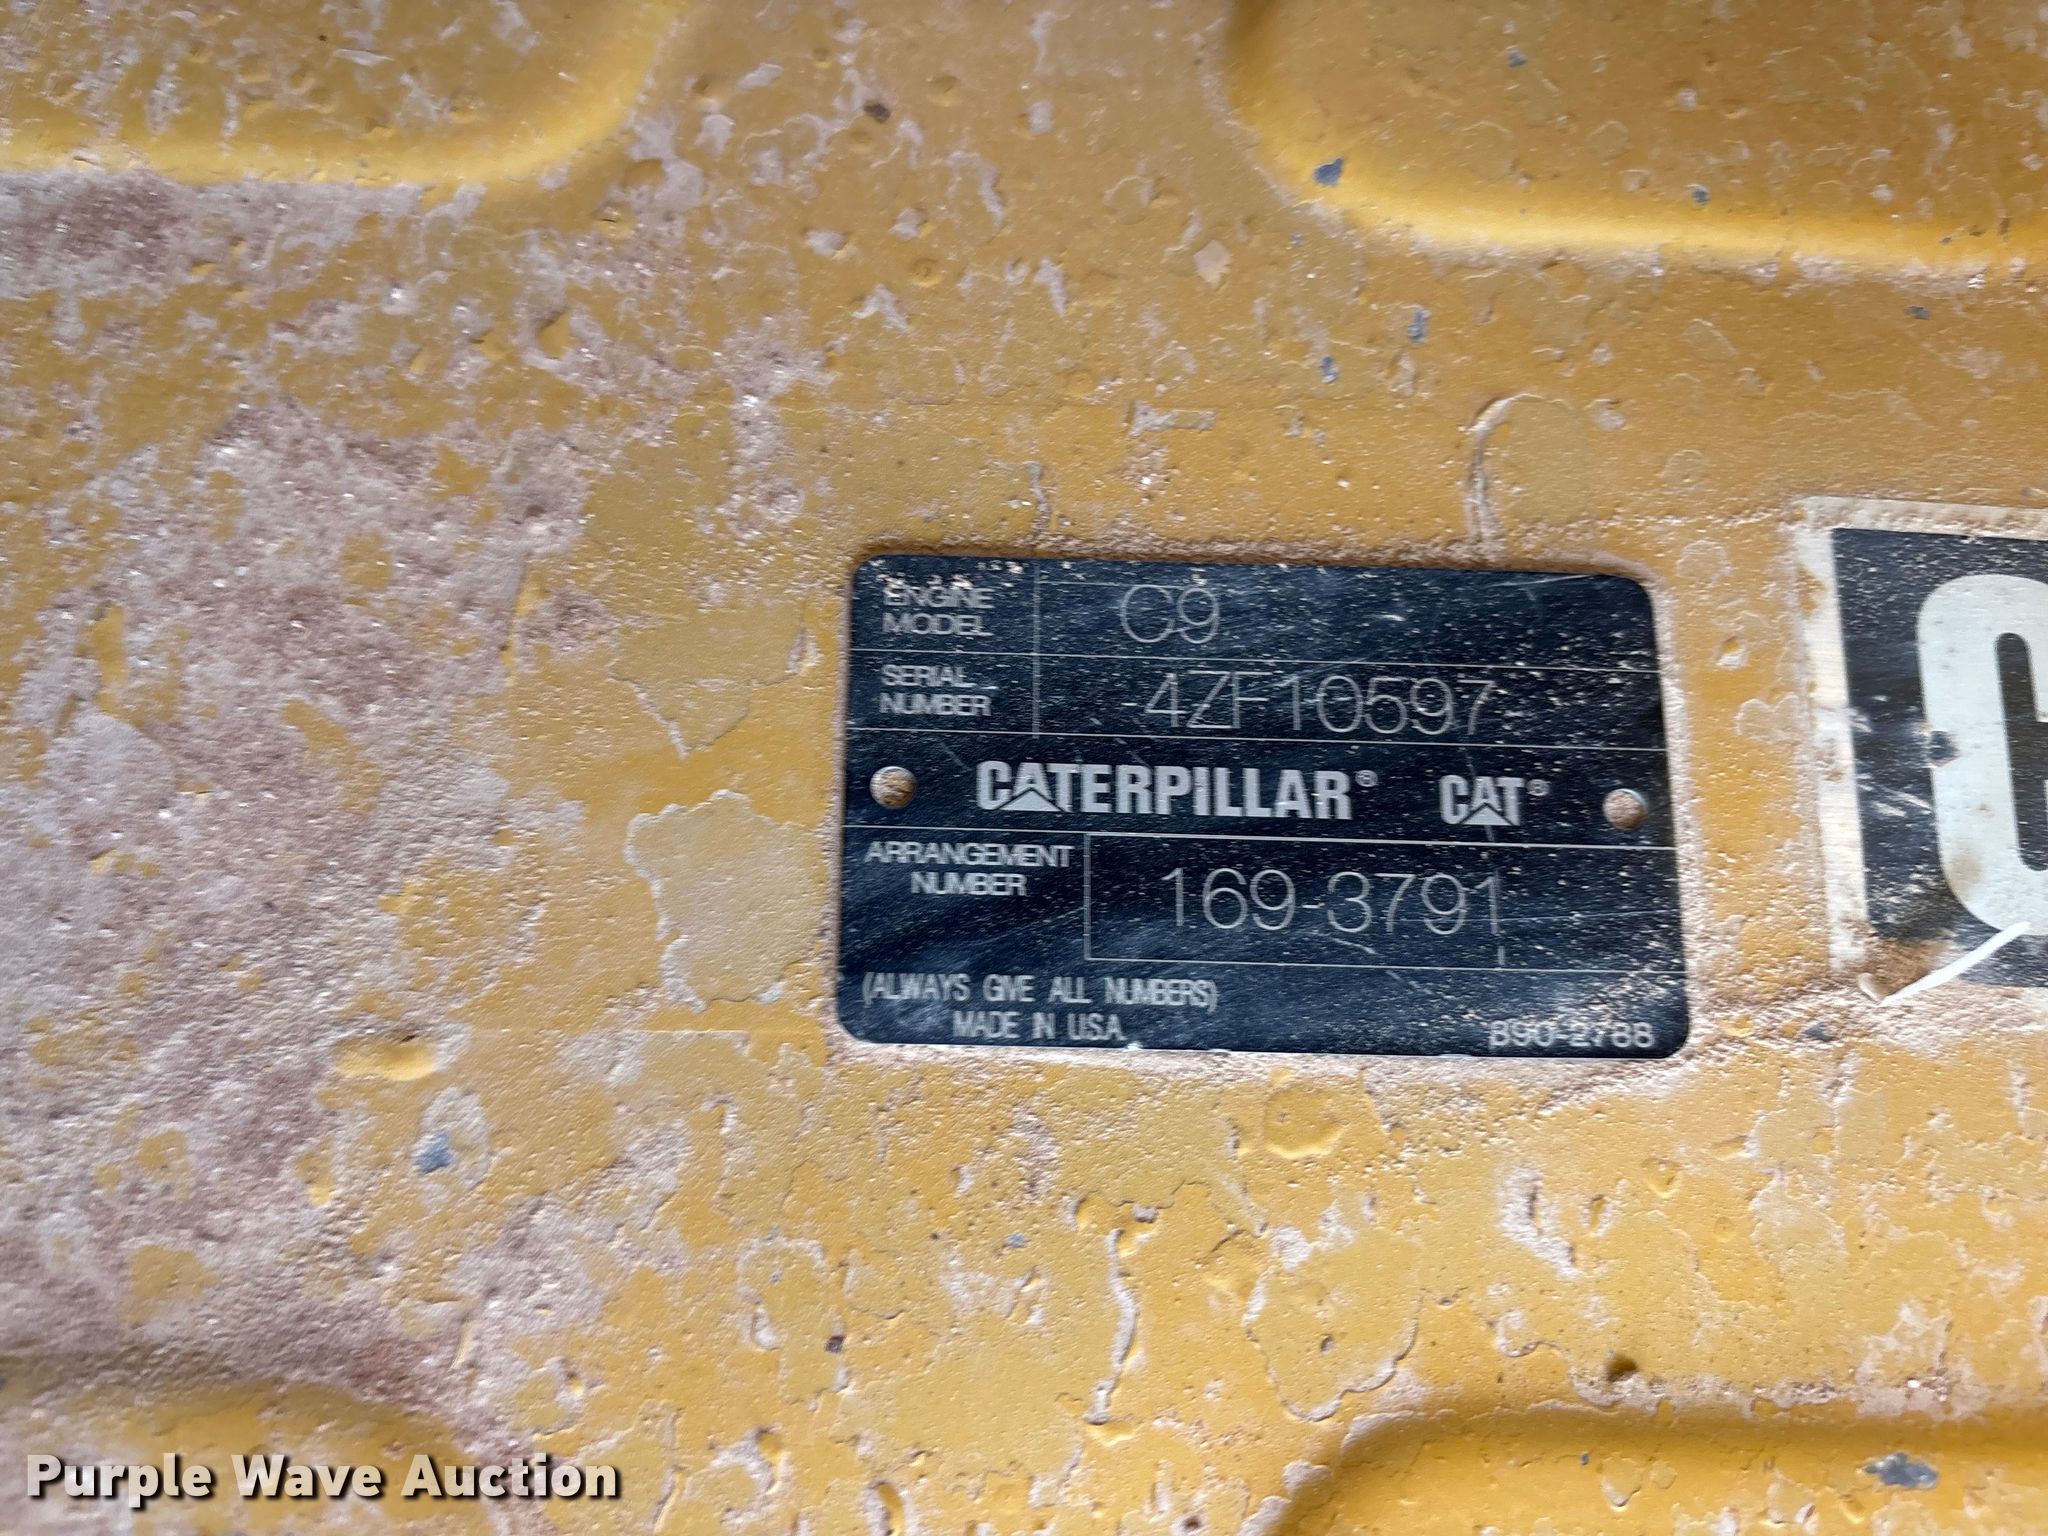 ENGINE
MODEL
C9
SERIAL
NUMBER
4ZF10597
CATERPILLAR® CAT®
ARRANGEMENT
NUMBER
169-3791
(ALWAYS GIVE ALL NUMBERS)
MADE IN U.S.A.
B90-2788
C
Purple Wave Auction